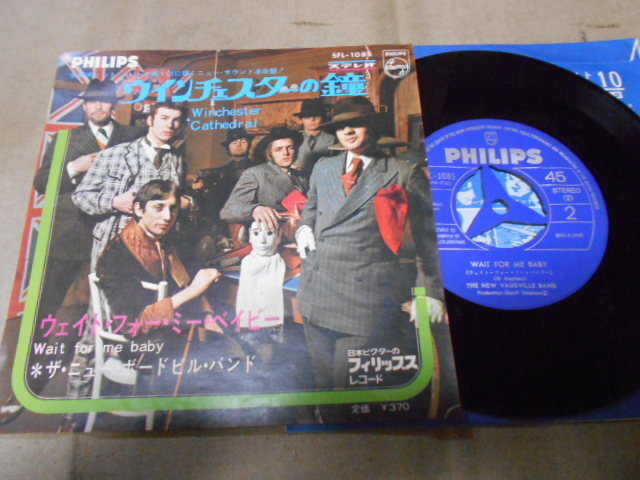 PHILIPS
SFL-1085
ステレオ
PHILIPS
ウインチェスターの鐘
Winchester
Cathedral
ウェイト・フォー・ミー・ベイビー
Wait for me baby
＊ザ・ニュー・ボードビル・バンド
日本ビクターの
フィリップス
レコード
定価 ￥370
10
PHILIPS
-1085
45
STEREO
2
WAIT FOR ME BABY
(ウェイト・フォー・ミー・ベイビー)
THE NEW VAUDEVILLE BAND